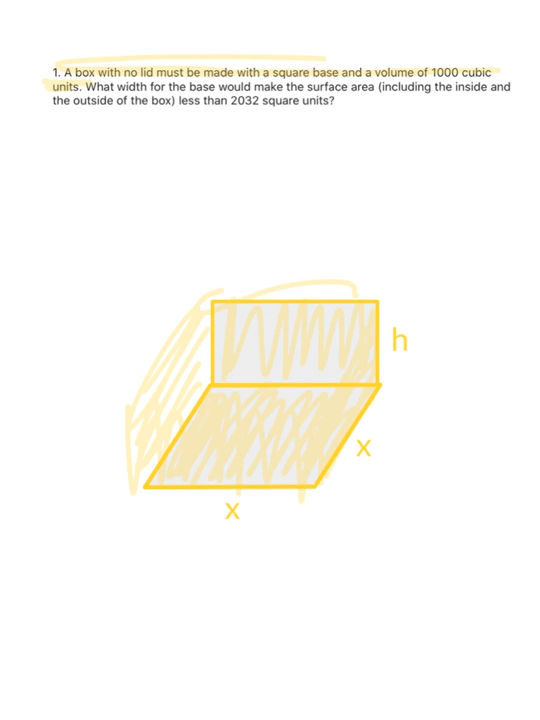 1. A box with no lid must be made with a square base and a volume of 1000 cubic
units. What width for the base would make the surface area (including the inside and
the outside of the box) less than 2032 square units?
h
x
x